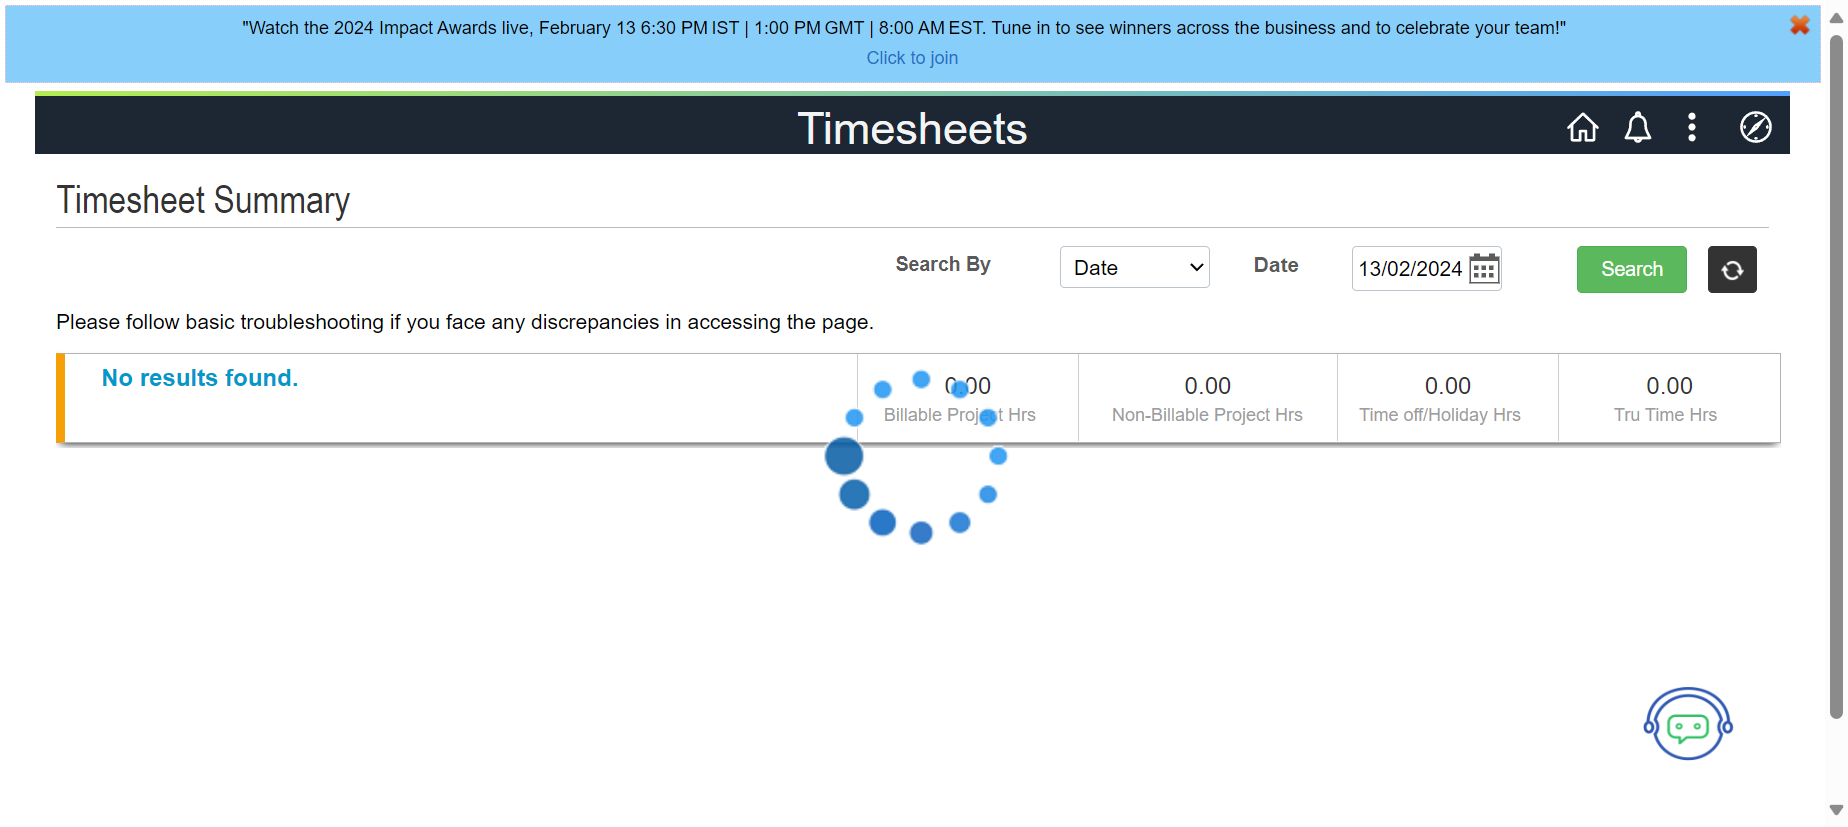 "Watch the 2024 Impact Awards live, February 13 6:30 PM IST | 1:00 PM GMT | 8:00 AM EST. Tune in to see winners across the business and to celebrate your team!"
Click to join
Timesheets
Timesheet Summary
Search By
Date
Date
13/02/2024
Search
Please follow basic troubleshooting if you face any discrepancies in accessing the page.
No results found.
0.00
0.00
0.00
0.00
Billable Project Hrs
Non-Billable Project Hrs
Time off/Holiday Hrs
Tru Time Hrs